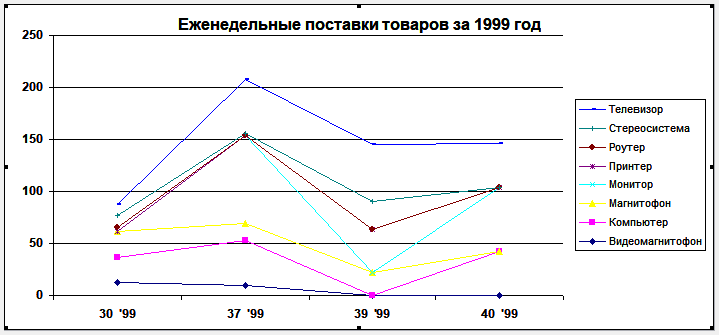 Еженедельные поставки товаров за 1999 год
250
200
150
100
50
0
30 '99
37 '99
39 '99
40 '99
Телевизор
Стереосистема
Роутер
Принтер
Монитор
Магнитофон
Компьютер
Видеомагнитофон